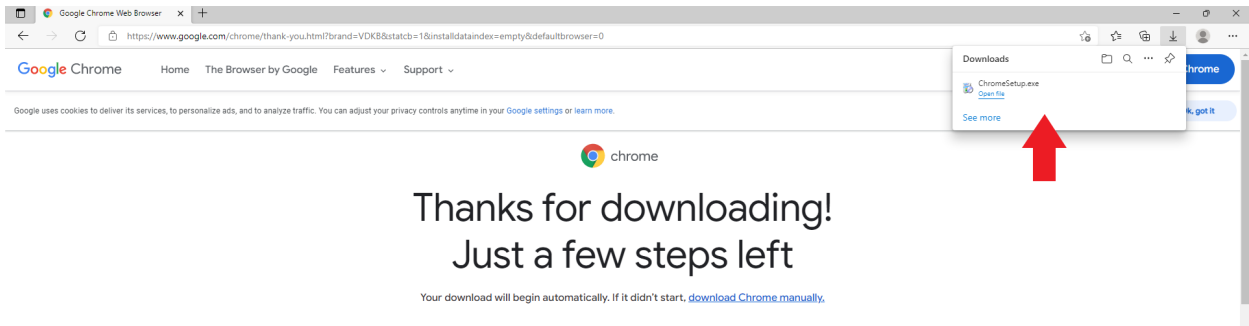 Google Chrome Web Browser
https://www.google.com/chrome/thank-you.html?brand=VDKB&statcb=1&installdataindex=empty&defaultbrowser=0
Google Chrome Home The Browser by Google Features Support
Downloads
Chrome
ChromeSetup.exe
Open file
See more
Google uses cookies to deliver its services, to personalize ads, and to analyze traffic. You can adjust your privacy controls anytime in your Google settings or learn more.
k, got it
chrome
Thanks for downloading!
Just a few steps left
Your download will begin automatically. If it didn't start, download Chrome manually.